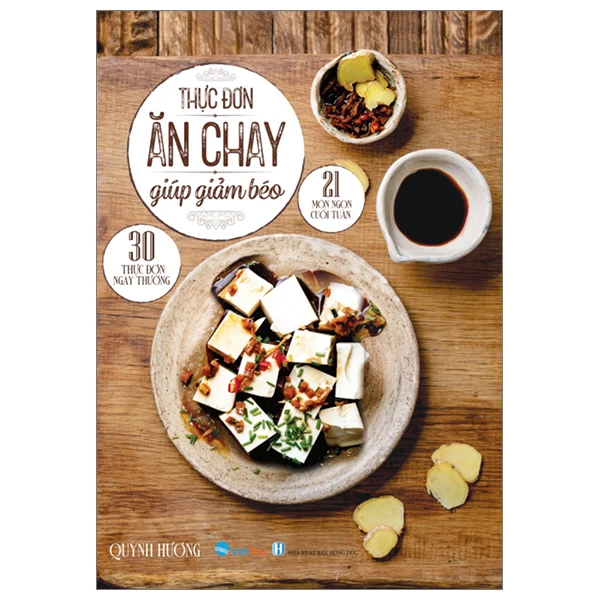 THỰC ĐƠN
ĂN CHAY
giúp giảm béo
21
MÓN NGON
CUỐI TUẦN
30
THỰC ĐƠN
NGÀY THƯỜNG
QUỲNH HƯƠNG
H
NHÀ XUẤT BẢN HỒNG ĐỨC